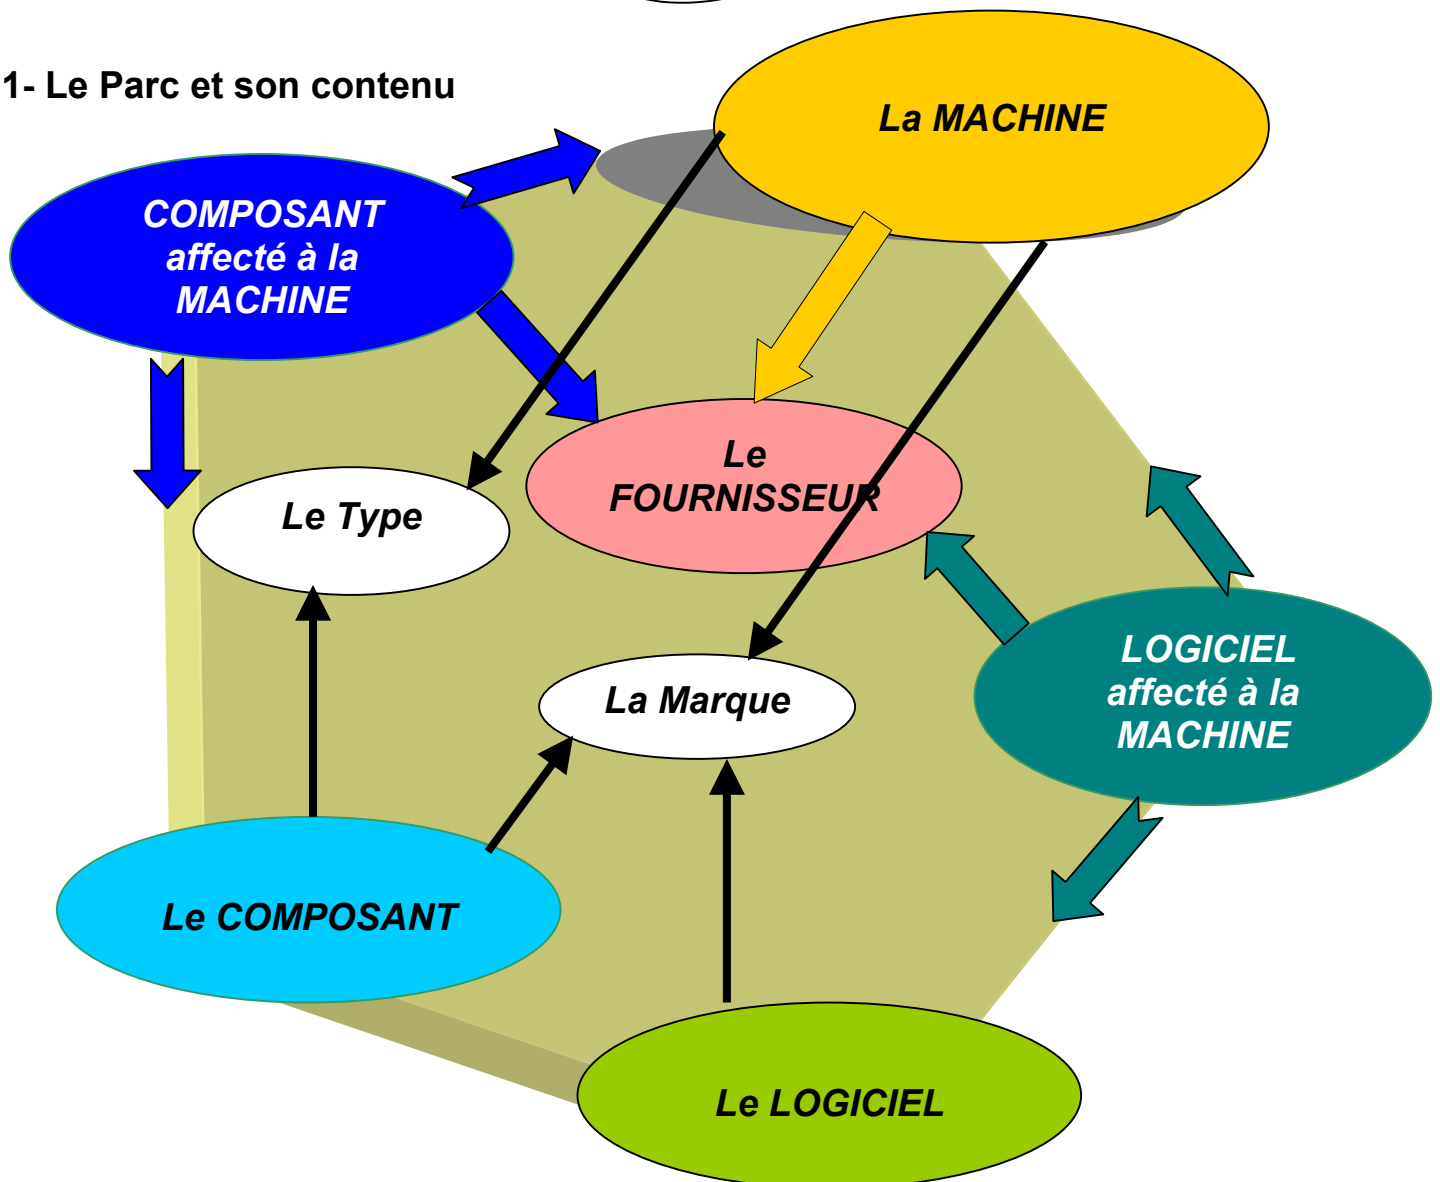 1- Le Parc et son contenu
La MACHINE
COMPOSANT
affecté à la
MACHINE
Le
FOURNISSEUR
Le Type
LOGICIEL
affecté à la
MACHINE
La Marque
Le COMPOSANT
Le LOGICIEL